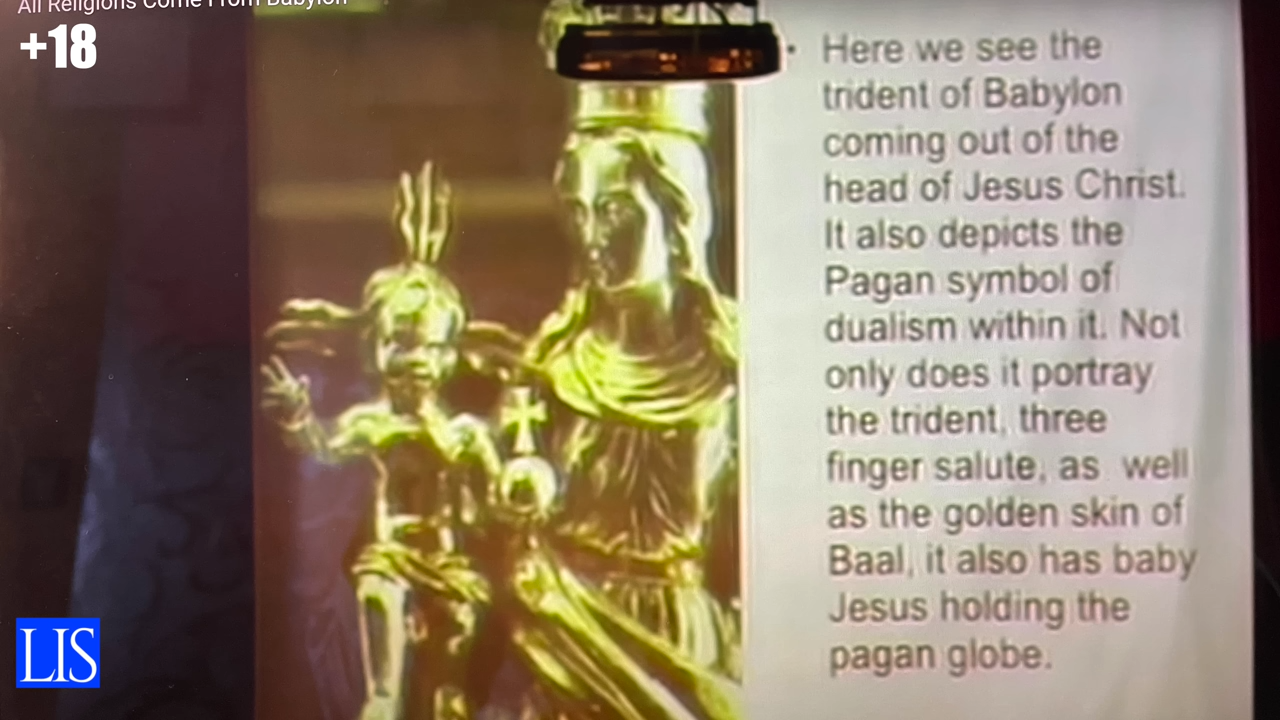 All Religions Come From Babylon
+18
• Here we see the
trident of Babylon
coming out of the
head of Jesus Christ.
It also depicts the
Pagan symbol of
dualism within it. Not
only does it portray
the trident, three
finger salute, as well
as the golden skin of
Baal, it also has baby
Jesus holding the
pagan globe.
LIS